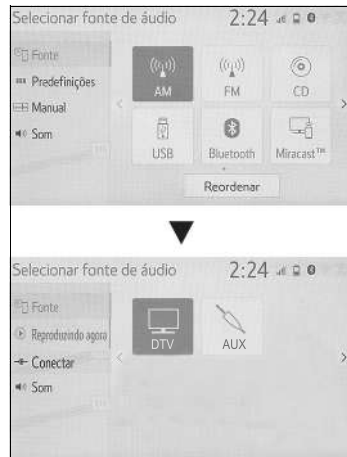 Selecionar fonte de áudio 2:24
Fonte
Predefinições
Manual
Som
AM FM CD
USB Bluetooth Miracast™
Reordenar
Selecionar fonte de áudio 2:24
Fonte
Reproduzindo agora
Conectar
Som
DTV AUX